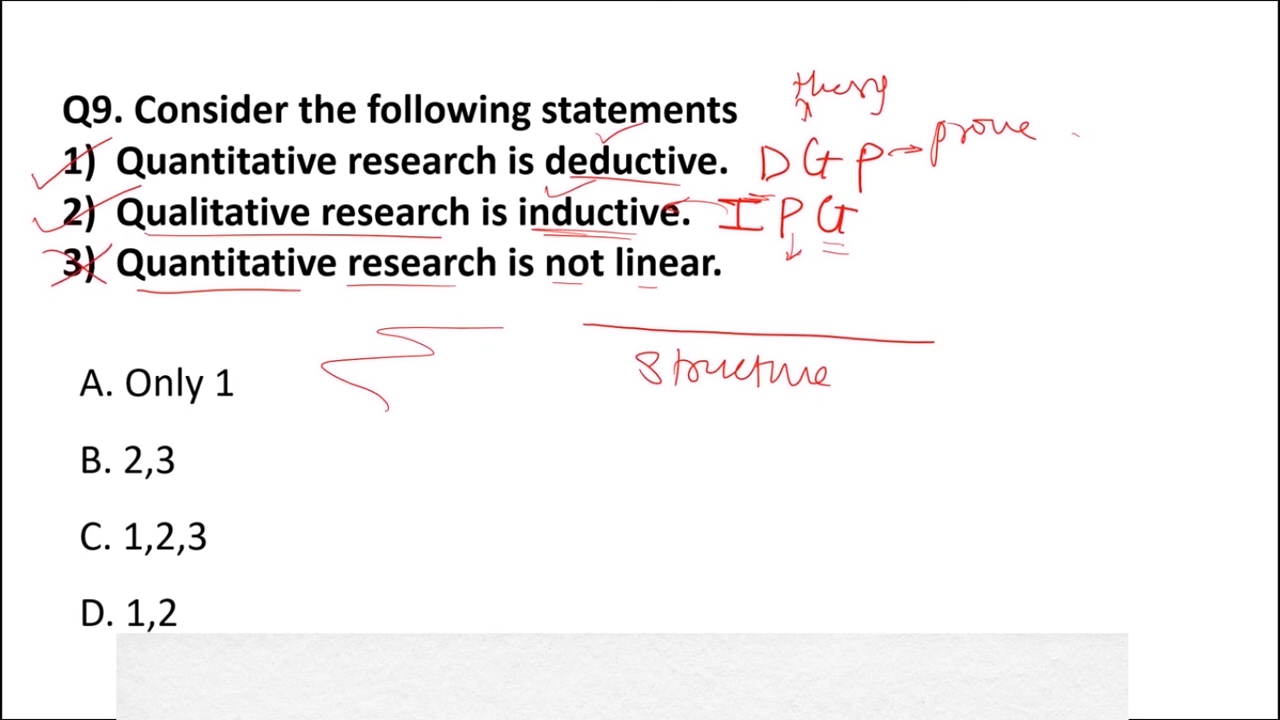 Q9. Consider the following statements
theory
1) Quantitative research is deductive. D G P → prove
2) Qualitative research is inductive. I P G
3) Quantitative research is not linear.
Structure
A. Only 1
B. 2,3
C. 1,2,3
D. 1,2